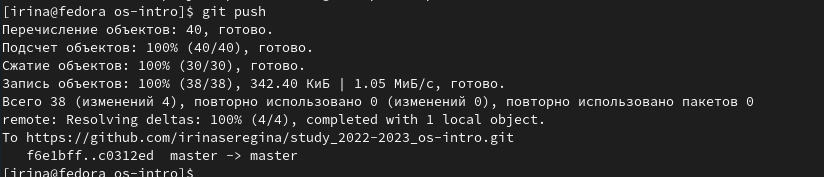 [irina@fedora os-intro]$ git push
Перечисление объектов: 40, готово.
Подсчет объектов: 100% (40/40), готово.
Сжатие объектов: 100% (30/30), готово.
Запись объектов: 100% (38/38), 342.40 КиБ | 1.05 МиБ/с, готово.
Всего 38 (изменений 4), повторно использовано 0 (изменений 0), повторно использовано пакетов 0
remote: Resolving deltas: 100% (4/4), completed with 1 local object.
To https://github.com/irinaseregina/study_2022-2023_os-intro.git
   f6e1bff..c0312ed  master -> master
[irina@fedora os-intro]$